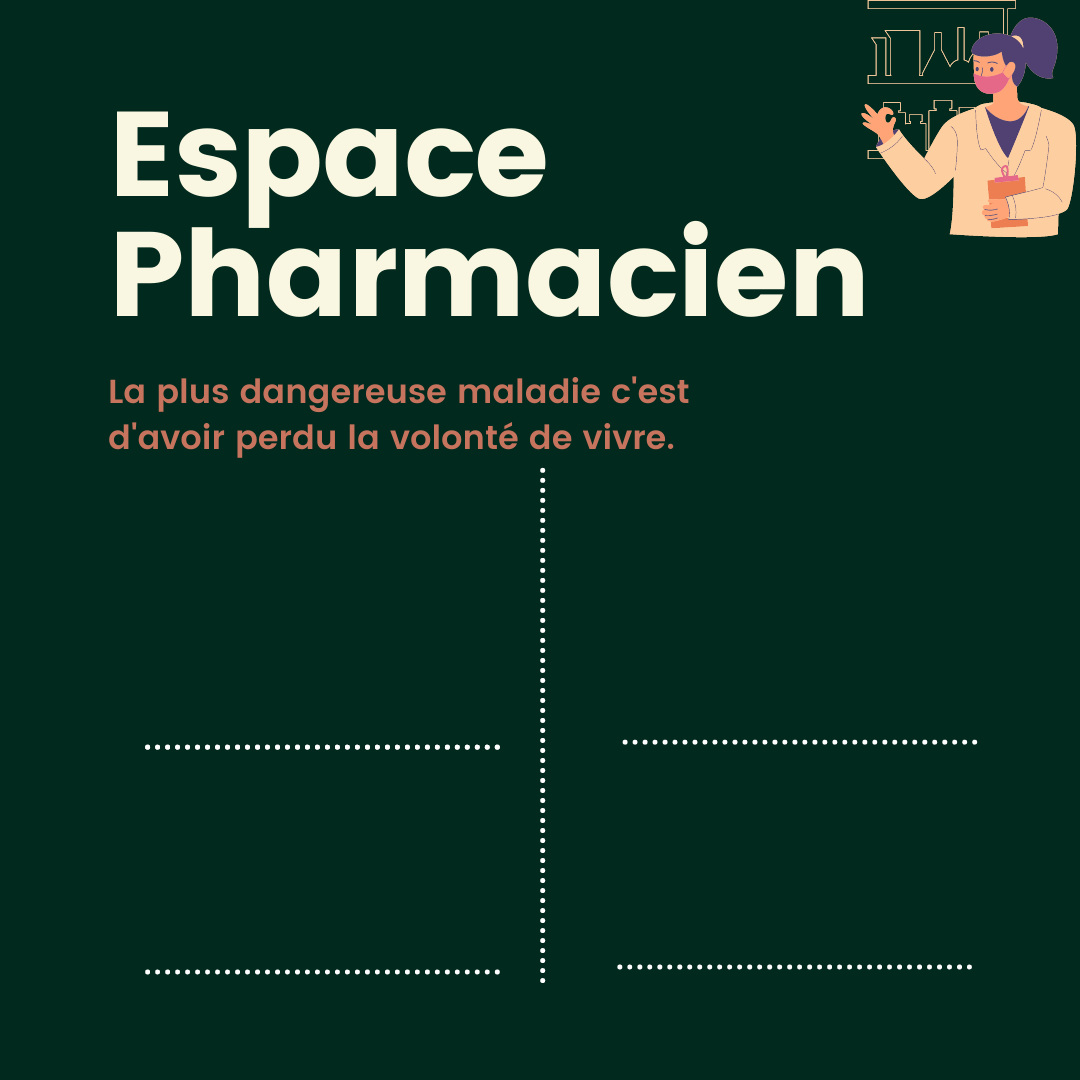 Espace
Pharmacien
La plus dangereuse maladie c'est
d'avoir perdu la volonté de vivre.